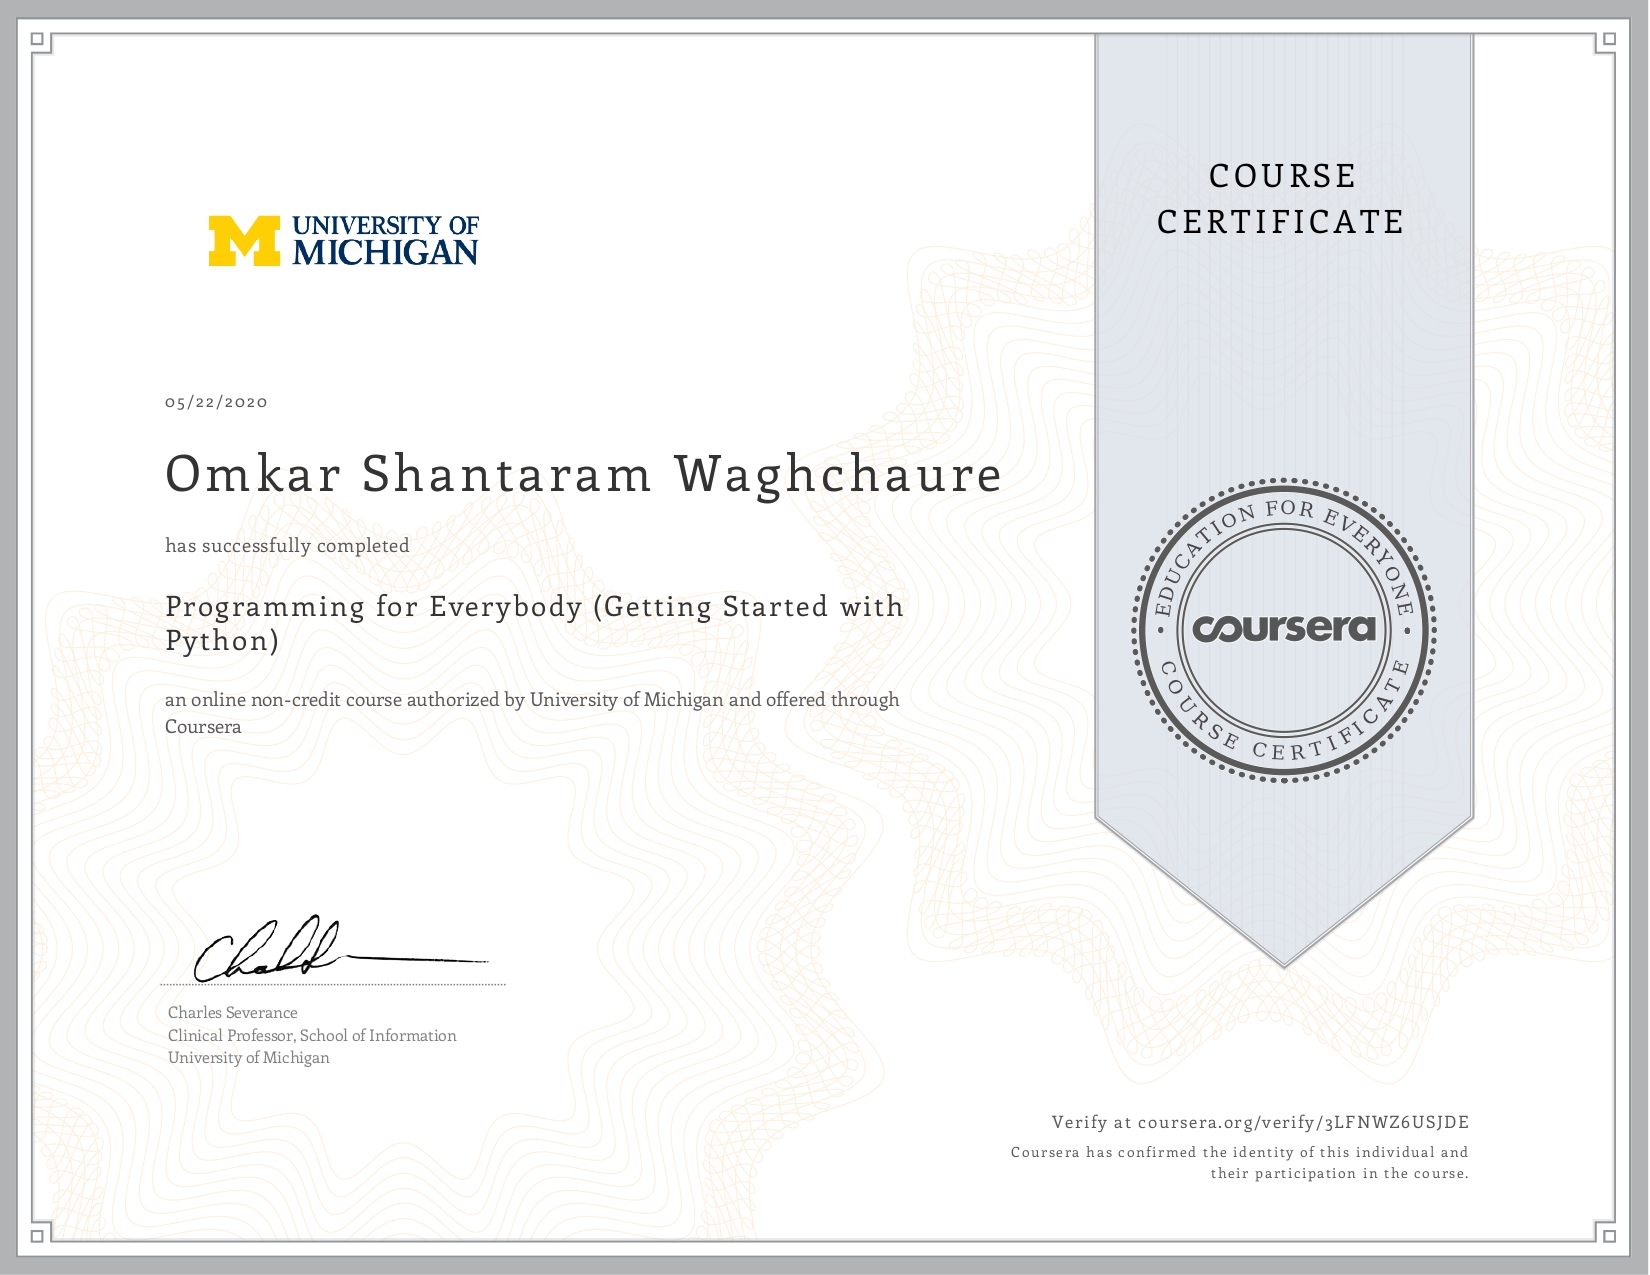 UNIVERSITY OF
MICHIGAN
COURSE
CERTIFICATE
05/22/2020
Omkar Shantaram Waghchaure
has successfully completed
Programming for Everybody (Getting Started with
Python)
an online non-credit course authorized by University of Michigan and offered through
Coursera
EDUCATION FOR EVERYONE
coursera
COURSE CERTIFICATE
Charles Severance
Clinical Professor, School of Information
University of Michigan
Verify at coursera.org/verify/3LFNWZ6USJDE
Coursera has confirmed the identity of this individual and
their participation in the course.